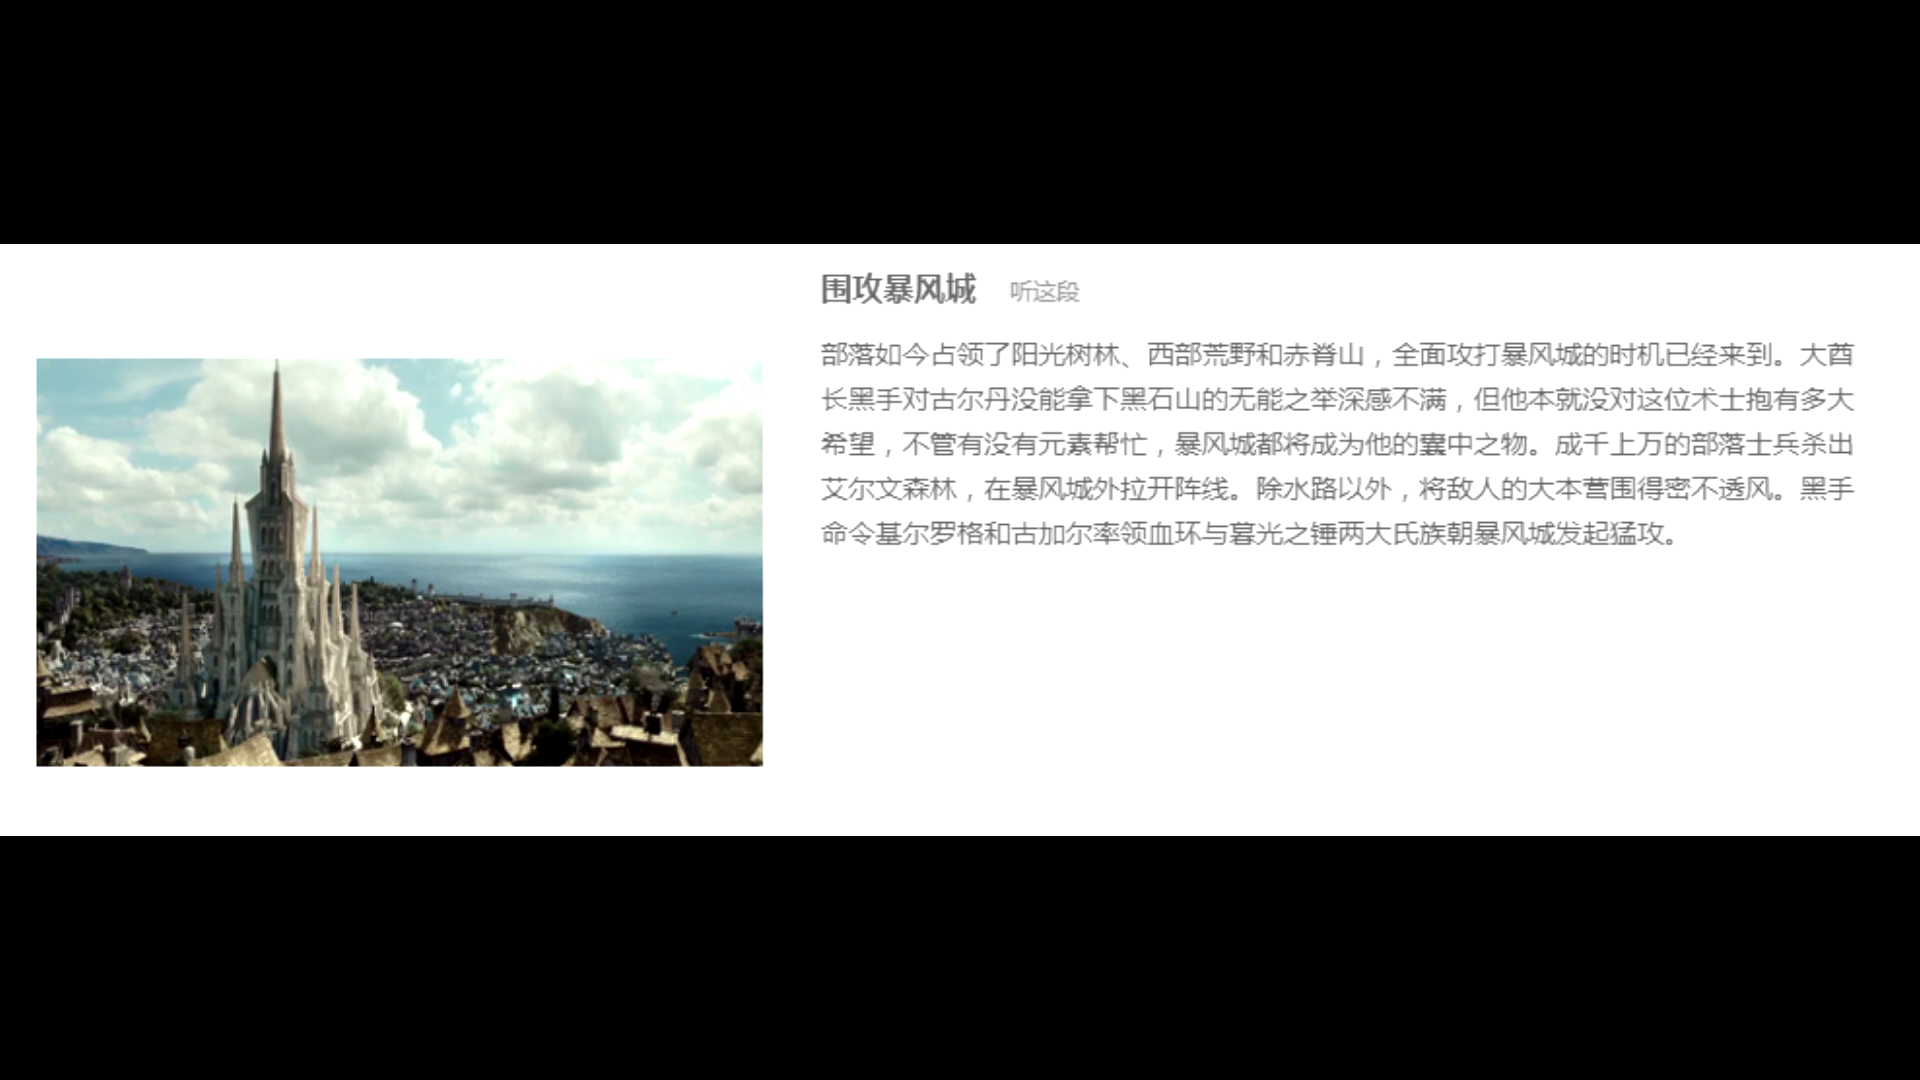 围攻暴风城 听这段
部落如今占领了阳光树林、西部荒野和赤脊山，全面攻打暴风城的时机已经来到。大酋
长黑手对古尔丹没能拿下黑石山的无能之举深感不满，但他本就没对这位术士抱有多大
希望，不管有没有元素帮忙，暴风城都将成为他的囊中之物。成千上万的部落士兵杀出
艾尔文森林，在暴风城外拉开阵线。除水路以外，将敌人的大本营围得密不透风。黑手
命令基尔罗格和古加尔率领血环与暮光之锤两大氏族朝暴风城发起猛攻。